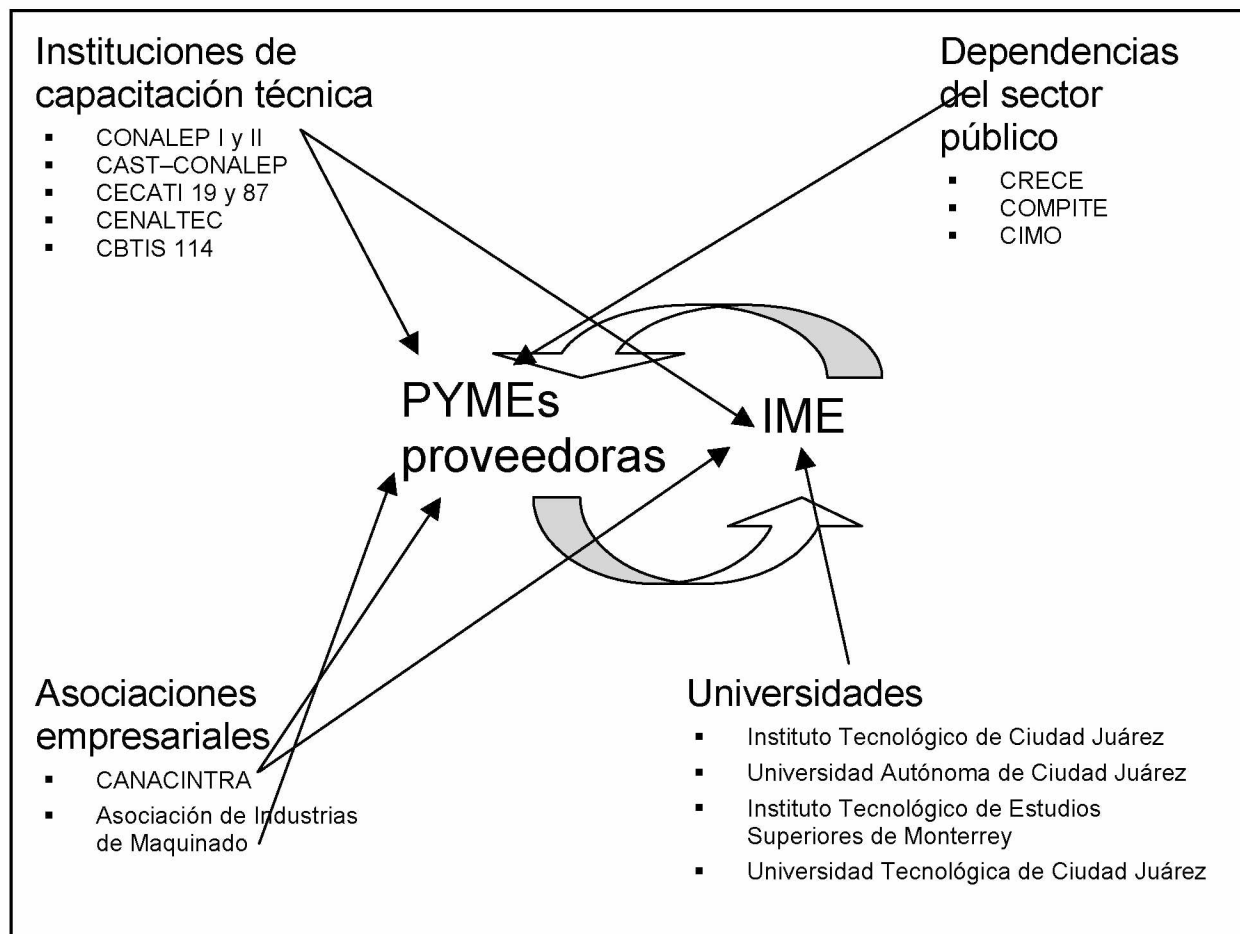 Instituciones de
capacitación técnica
▪ CONALEP I y II
▪ CAST–CONALEP
▪ CECATI 19 y 87
▪ CENALTEC
▪ CBTIS 114
Dependencias
del sector
público
▪ CRECE
▪ COMPITE
▪ CIMO
PYMEs
proveedoras
IME
Asociaciones
empresariales
▪ CANACINTRA
▪ Asociación de Industrias
de Maquinado
Universidades
▪ Instituto Tecnológico de Ciudad Juárez
▪ Universidad Autónoma de Ciudad Juárez
▪ Instituto Tecnológico de Estudios
Superiores de Monterrey
▪ Universidad Tecnológica de Ciudad Juárez